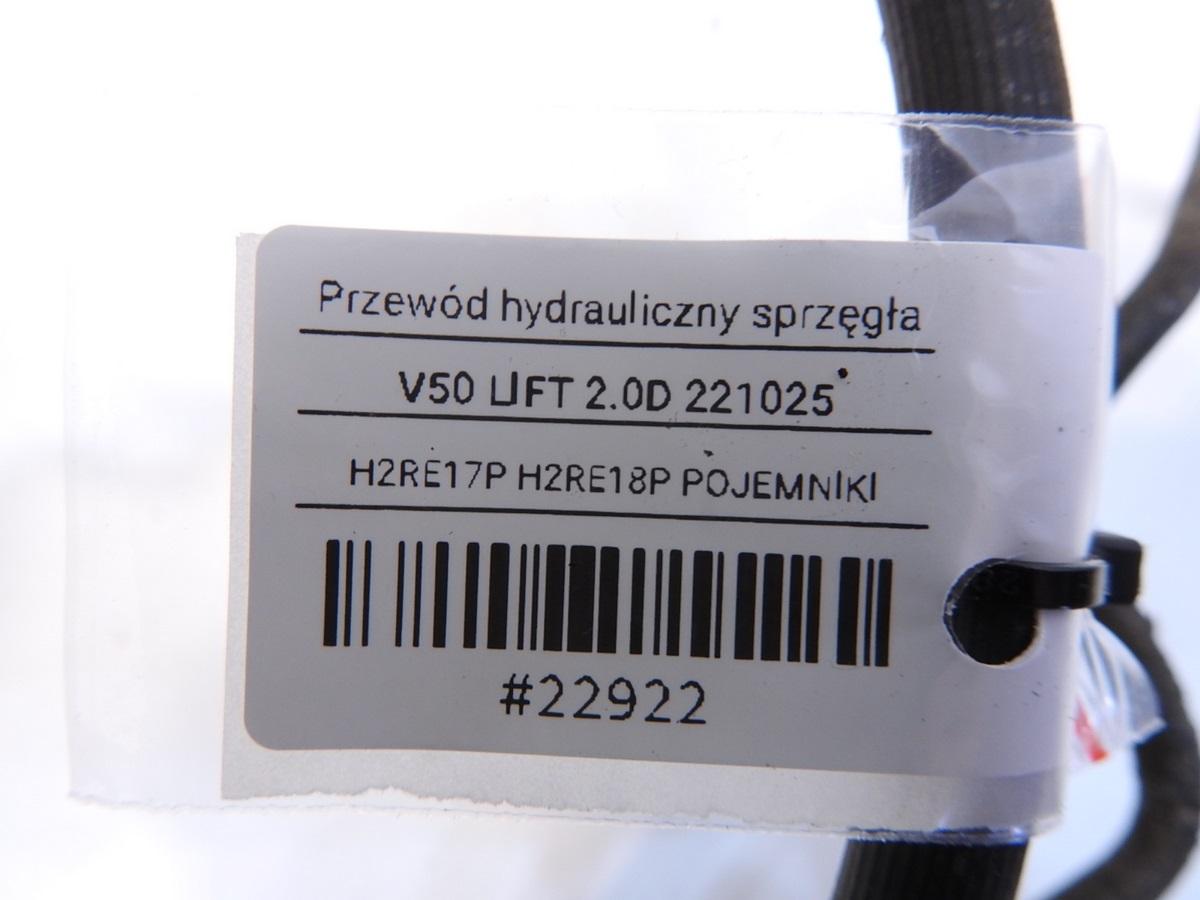 Przewód hydrauliczny sprzęgła
V50 LIFT 2.0D 221025
H2RE17P H2RE18P POJEMNIKI
#22922